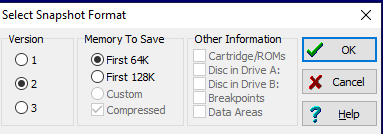 Select Snapshot Format
Version
1
2
3
Memory To Save
First 64K
First 128K
Custom
Compressed
Other Information
Cartridge/ROMs
Disc in Drive A:
Disc in Drive B:
Breakpoints
Data Areas
OK
Cancel
Help